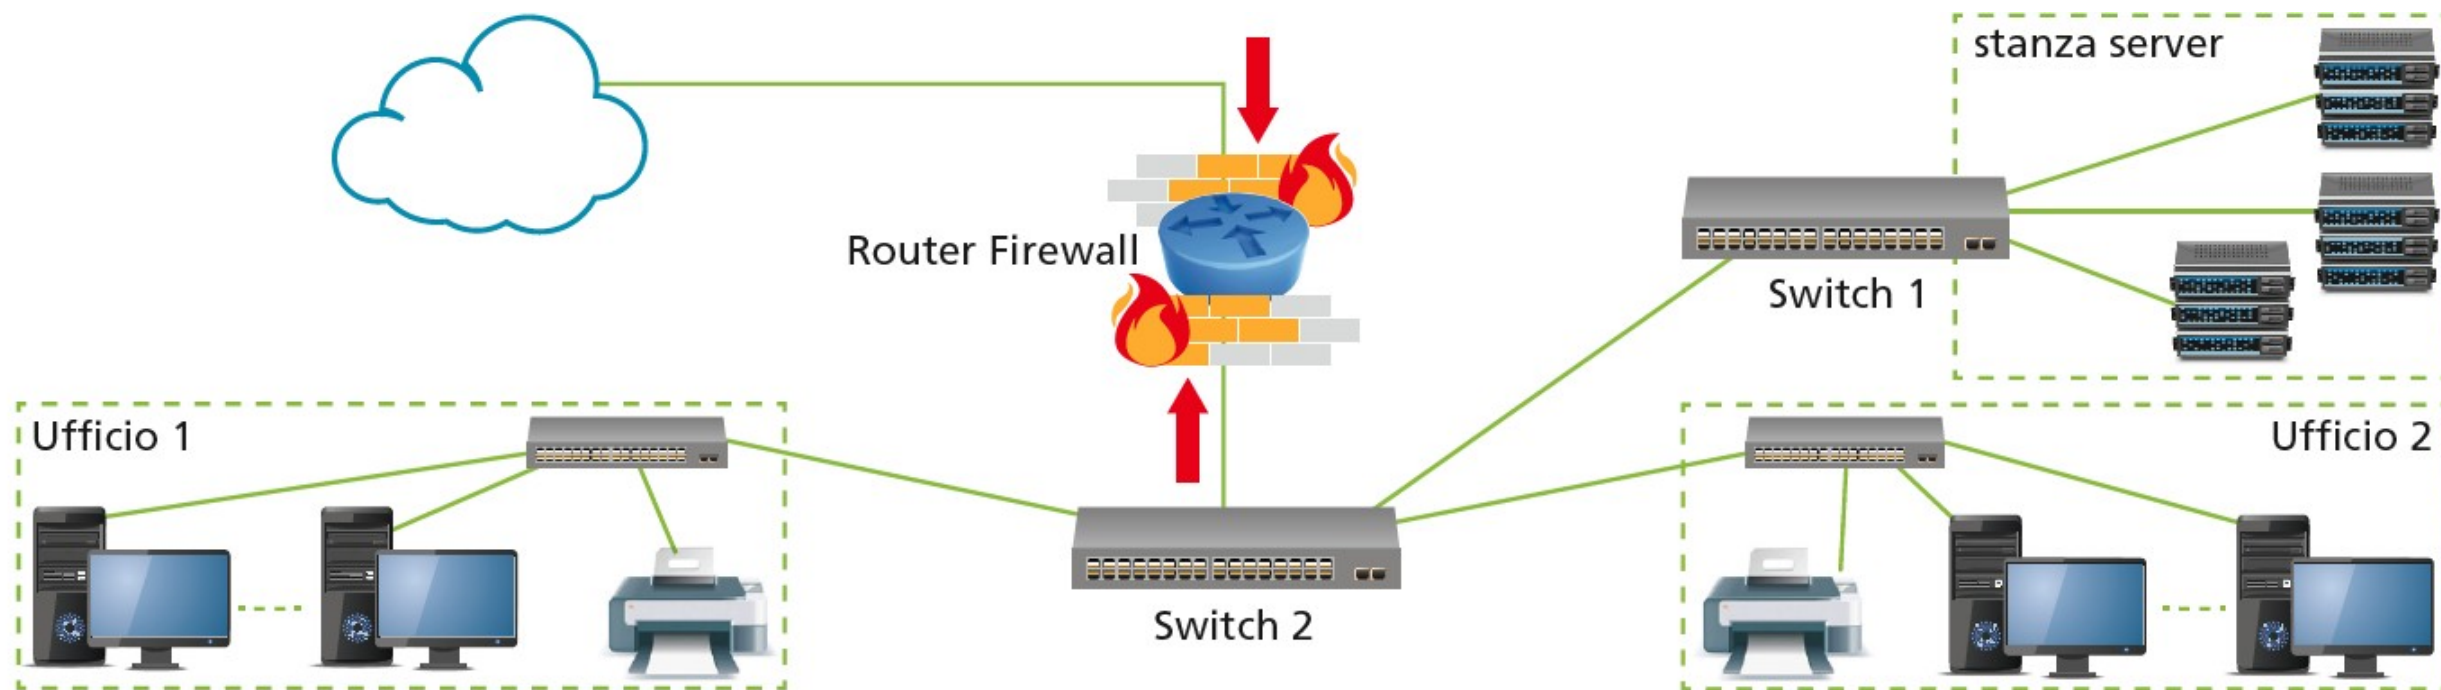 stanza server
Router Firewall
Switch 1
Ufficio 1
Ufficio 2
Switch 2